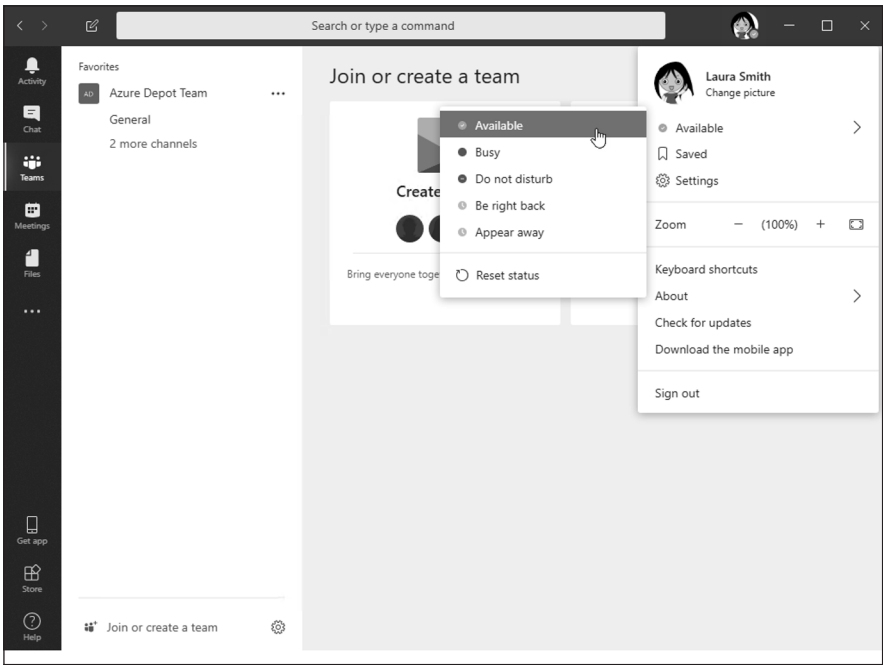 Search or type a command
Activity
Chat
Teams
Meetings
Files
Get app
Store
Help
Favorites
AD Azure Depot Team
General
2 more channels
Join or create a team
Join or create a team
Create
Bring everyone toge
Available
Busy
Do not disturb
Be right back
Appear away
Reset status
Laura Smith
Change picture
Available
Saved
Settings
Zoom (100%)
Keyboard shortcuts
About
Check for updates
Download the mobile app
Sign out